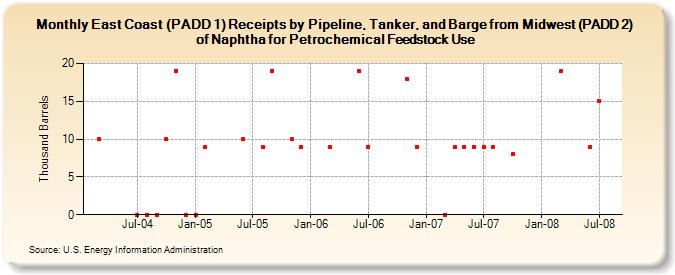 Monthly East Coast (PADD 1) Receipts by Pipeline, Tanker, and Barge from Midwest (PADD 2)
of Naphtha for Petrochemical Feedstock Use
Thousand Barrels
20
15
10
5
0
Jul-04 Jan-05 Jul-05 Jan-06 Jul-06 Jan-07 Jul-07 Jan-08 Jul-08
Source: U.S. Energy Information Administration